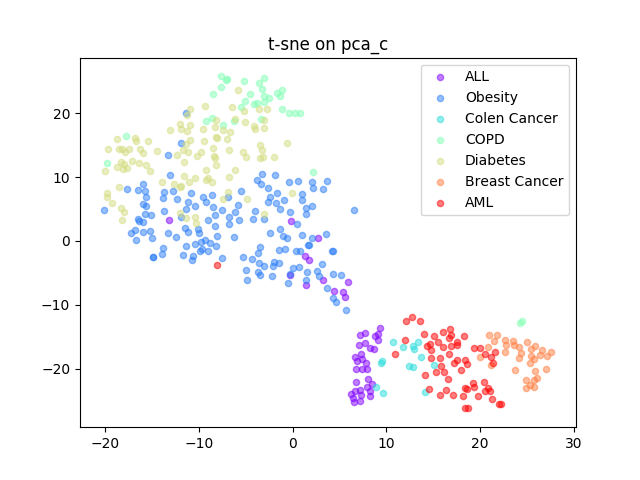 t-sne on pca_c
ALL
Obesity
Colen Cancer
COPD
Diabetes
Breast Cancer
AML
20
10
0
−10
−20
−20
−10
0
10
20
30